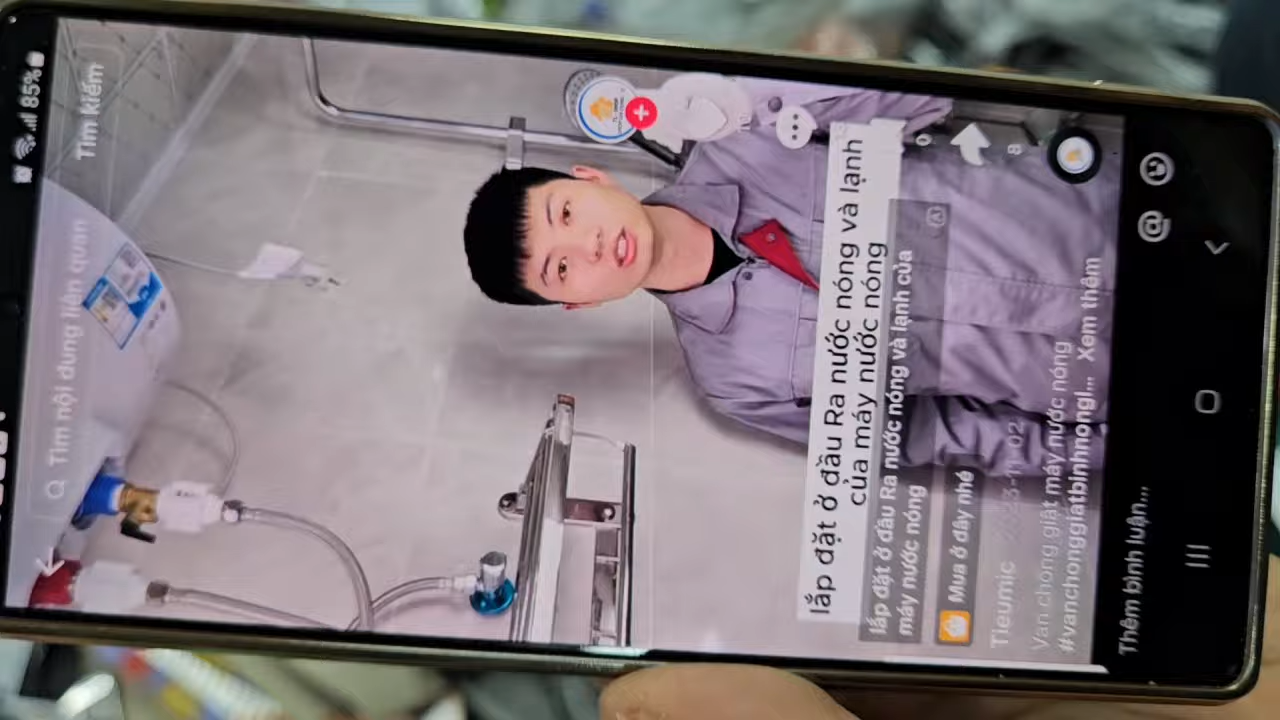 85%
Tìm nội dung liên quan
Tìm kiếm
lắp đặt ở đầu Ra nước nóng và lạnh
của máy nước nóng
lắp đặt ở đầu Ra nước nóng và lạnh của
máy nước nóng
0
8
Mua ở đây nhé
Tieumic
Van chống giật máy nước nóng
#vanchonggiatbinhnongl... Xem thêm
Thêm bình luận...
@